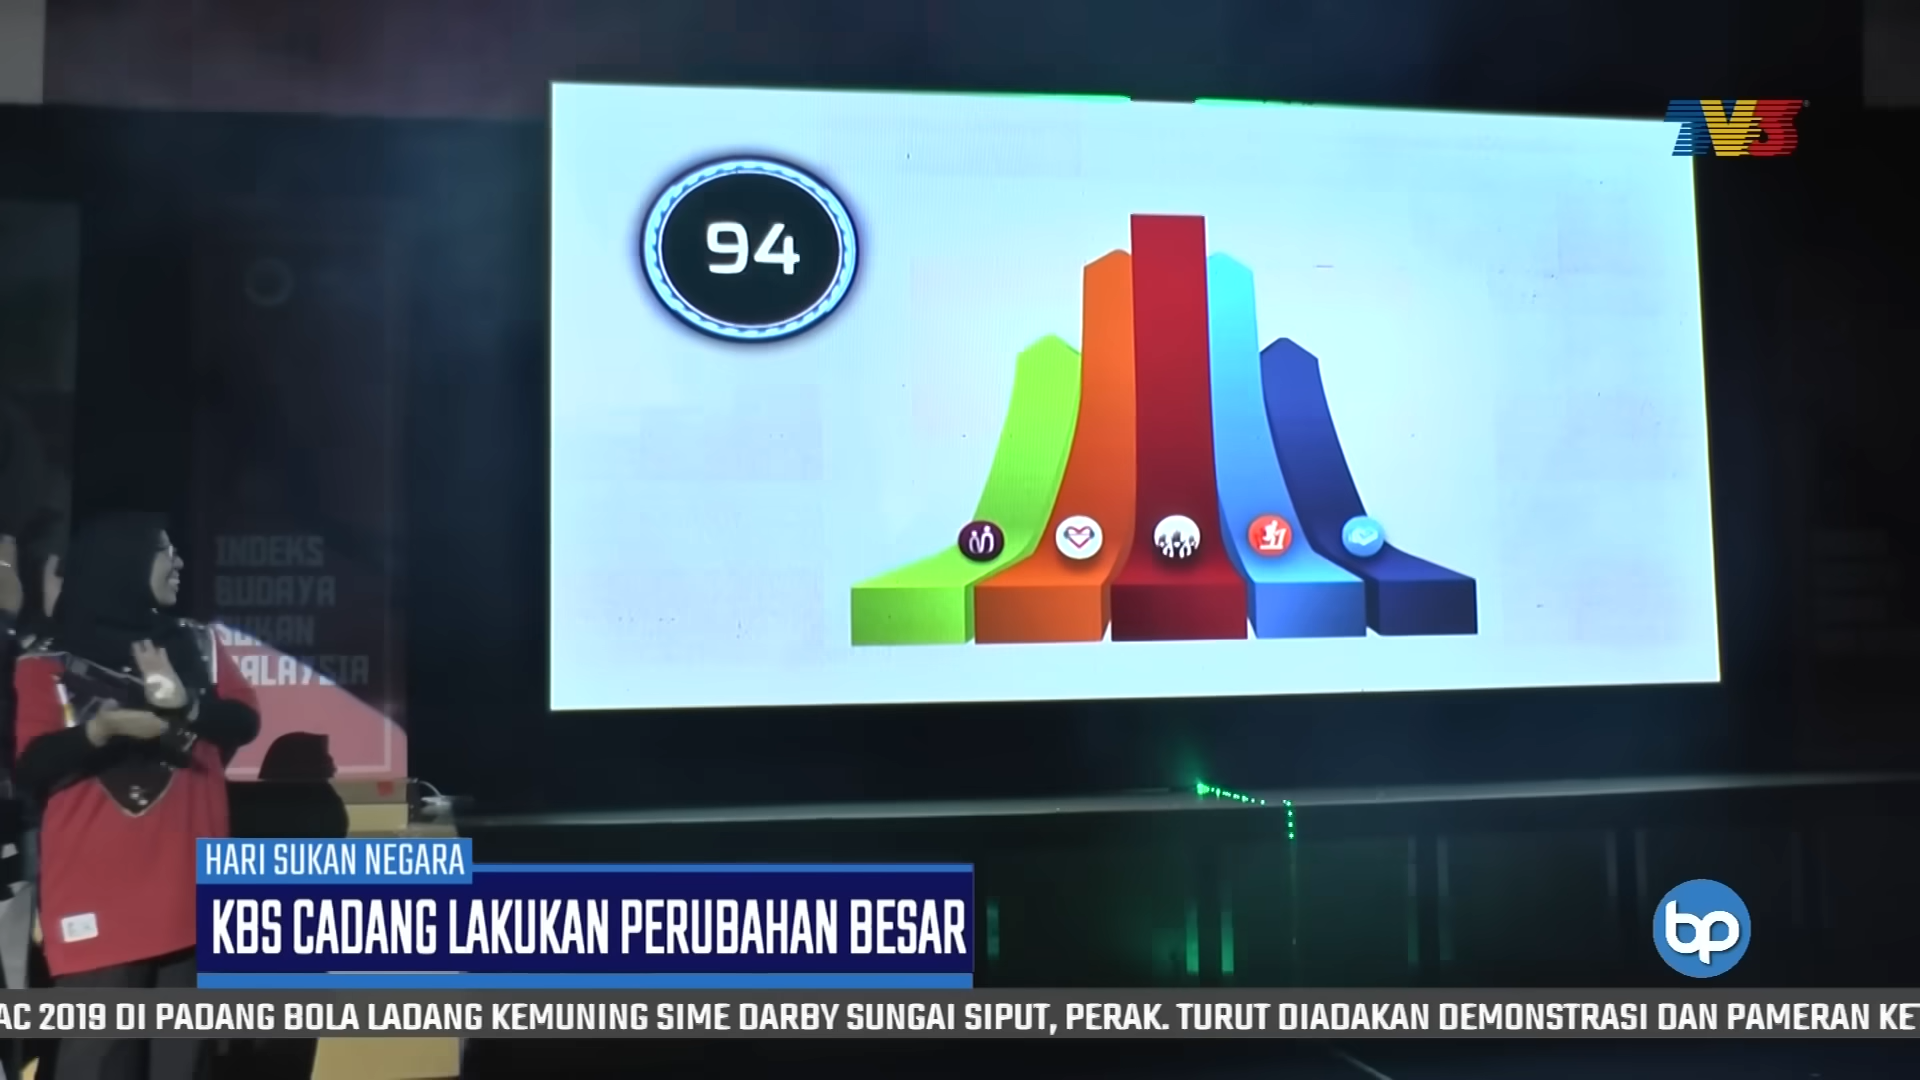 TV3
94
INDEKS
BUDAYA
SUKAN
MALAYSIA
HARI SUKAN NEGARA
KBS CADANG LAKUKAN PERUBAHAN BESAR
bp
AC 2019 DI PADANG BOLA LADANG KEMUNING SIME DARBY SUNGAI SIPUT, PERAK. TURUT DIADAKAN DEMONSTRASI DAN PAMERAN KE